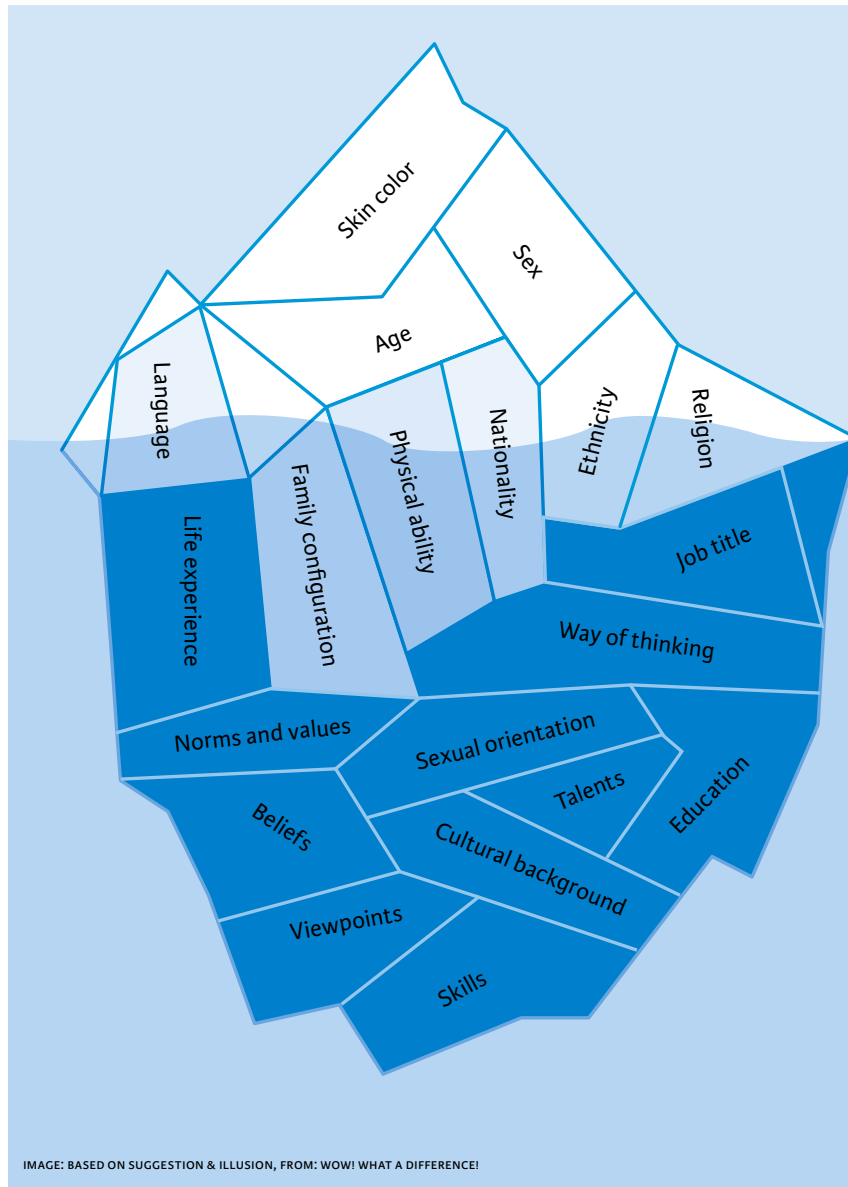 Skin color
Sex
Age
Language
Ethnicity
Religion
Nationality
Physical ability
Family configuration
Life experience
Job title
Way of thinking
Norms and values
Sexual orientation
Talents
Education
Beliefs
Cultural background
Viewpoints
Skills
IMAGE: BASED ON SUGGESTION & ILLUSION, FROM: WOW! WHAT A DIFFERENCE!